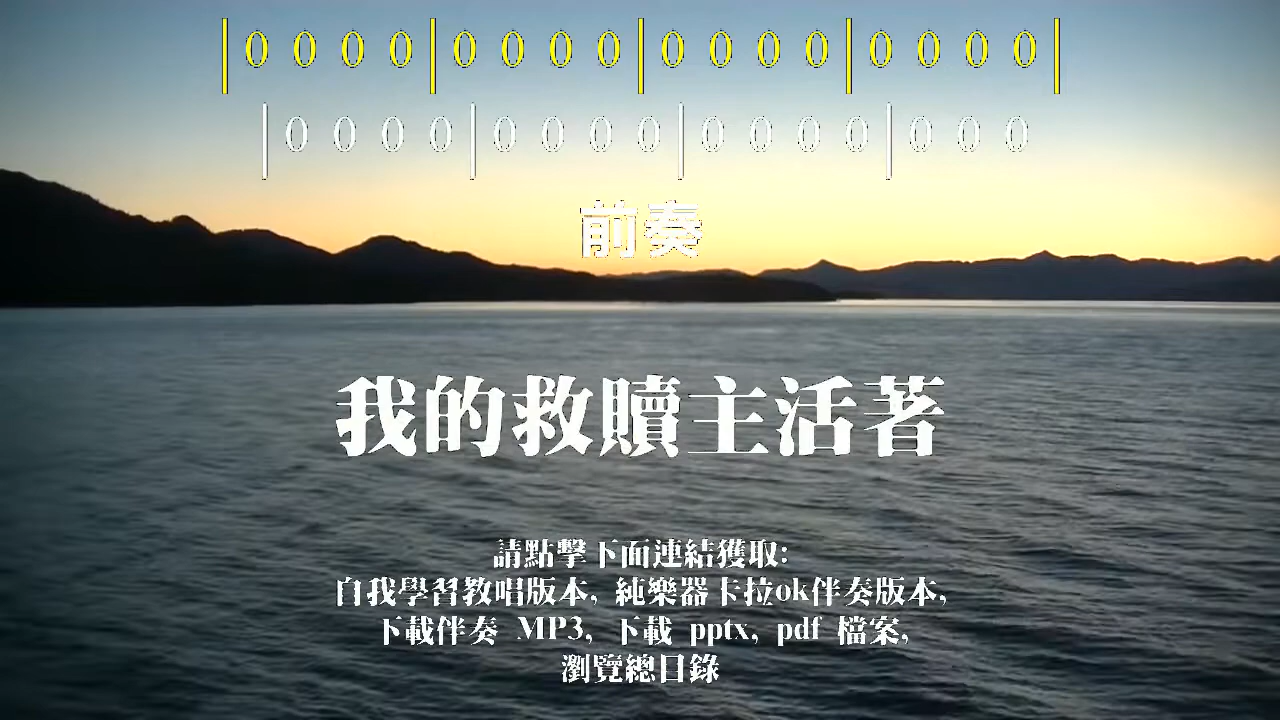 | 0 0 0 0 | 0 0 0 0 | 0 0 0 0 | 0 0 0 0 |
| 0 0 0 0 | 0 0 0 0 | 0 0 0 0 | 0 0 0
前奏
我的救贖主活著
請點擊下面連結獲取:
自我學習教唱版本, 純樂器卡拉ok伴奏版本,
下載伴奏 MP3, 下載 pptx, pdf 檔案,
瀏覽總目錄